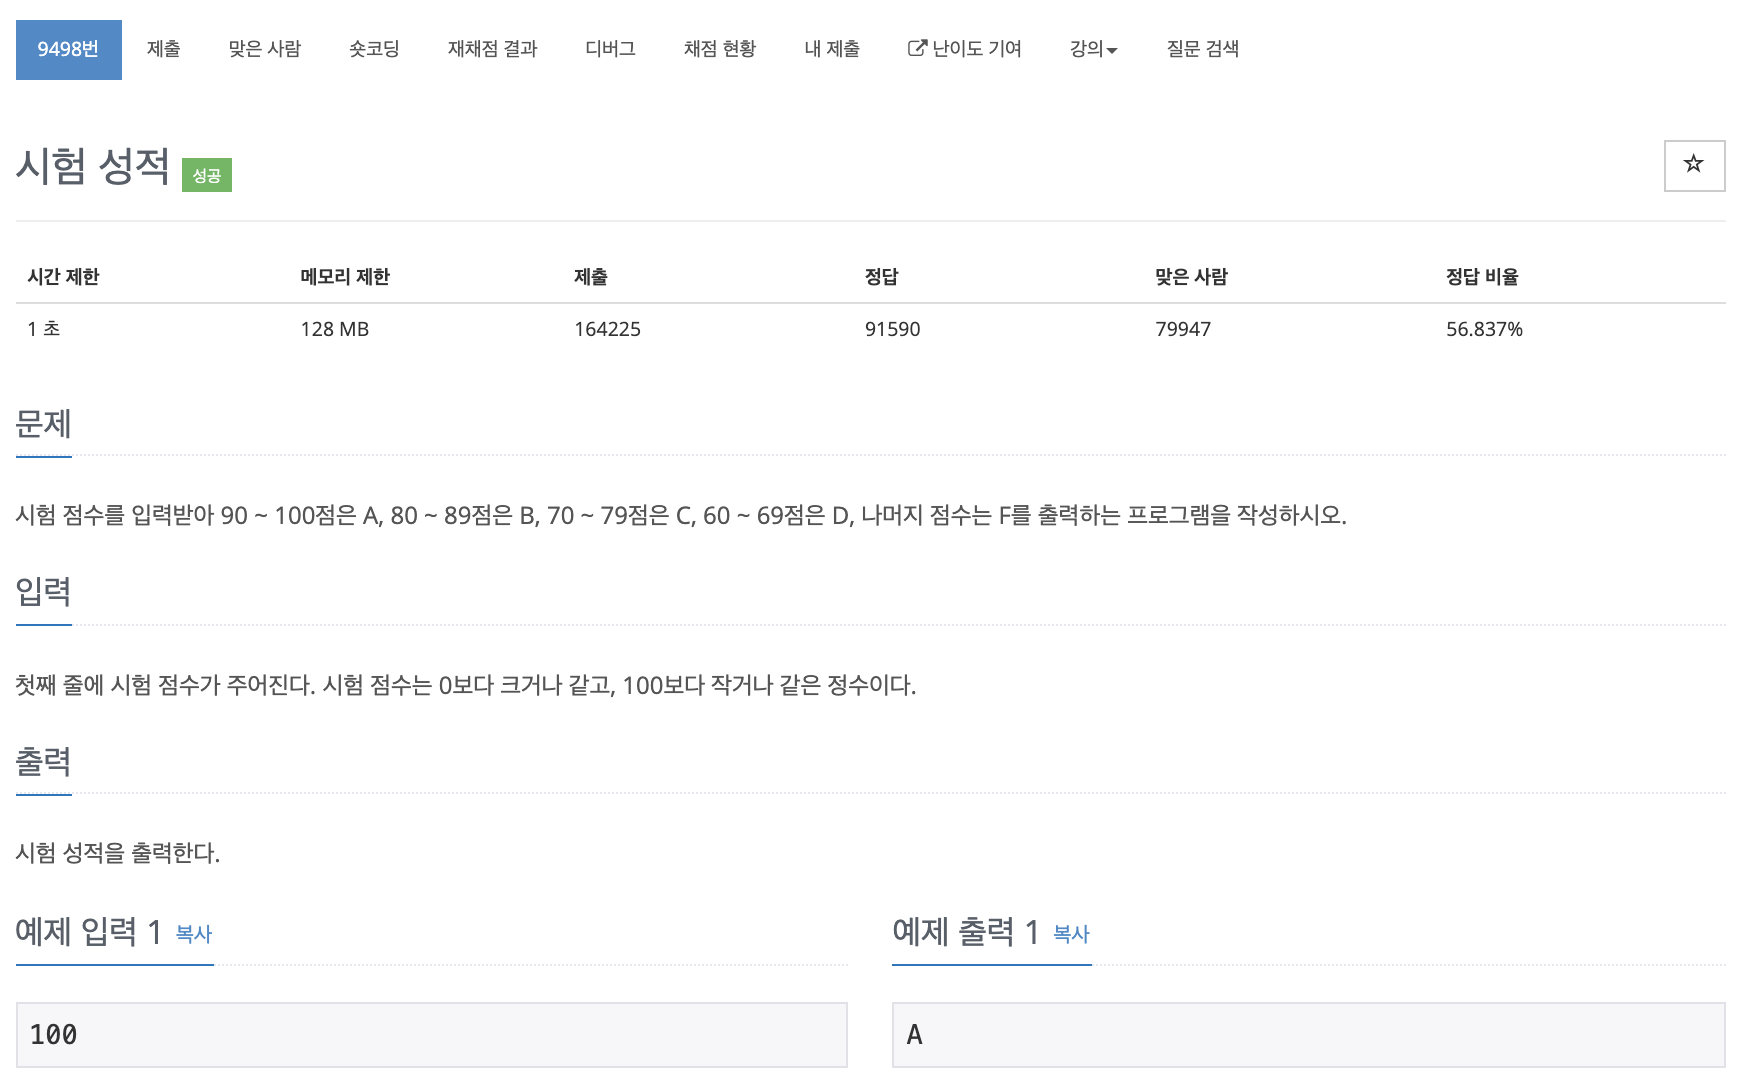 9498번 제출 맞은 사람 숏코딩 재채점 결과 디버그 채점 현황 내 제출 난이도 기여 강의 질문 검색
시험 성적 성공
시간 제한 메모리 제한 제출 정답 맞은 사람 정답 비율
1 초 128 MB 164225 91590 79947 56.837%
문제
시험 점수를 입력받아 90 ~ 100점은 A, 80 ~ 89점은 B, 70 ~ 79점은 C, 60 ~ 69점은 D, 나머지 점수는 F를 출력하는 프로그램을 작성하시오.
입력
첫째 줄에 시험 점수가 주어진다. 시험 점수는 0보다 크거나 같고, 100보다 작거나 같은 정수이다.
출력
시험 성적을 출력한다.
예제 입력 1 복사
100
예제 출력 1 복사
A